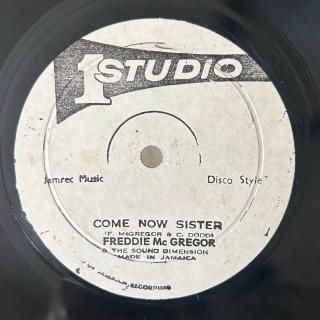 1 STUDIO
Jamrec Music Disco Style
COME NOW SISTER
(F. McGREGOR & C. DODD)
FREDDIE Mc GREGOR
& THE SOUND DIMENSION
MADE IN JAMAICA
RECORDING